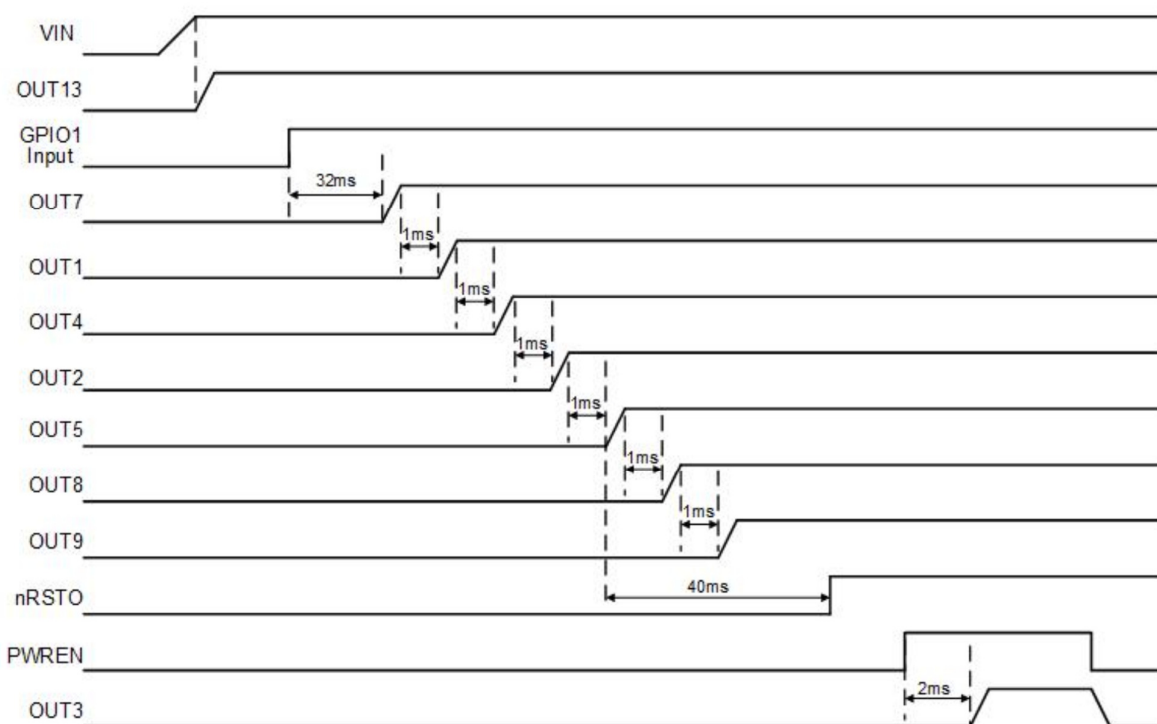 VIN
OUT13
GPIO1
Input
32ms
OUT7
1ms
OUT1
1ms
OUT4
1ms
OUT2
1ms
OUT5
1ms
OUT8
1ms
OUT9
40ms
nRSTO
PWREN
2ms
OUT3